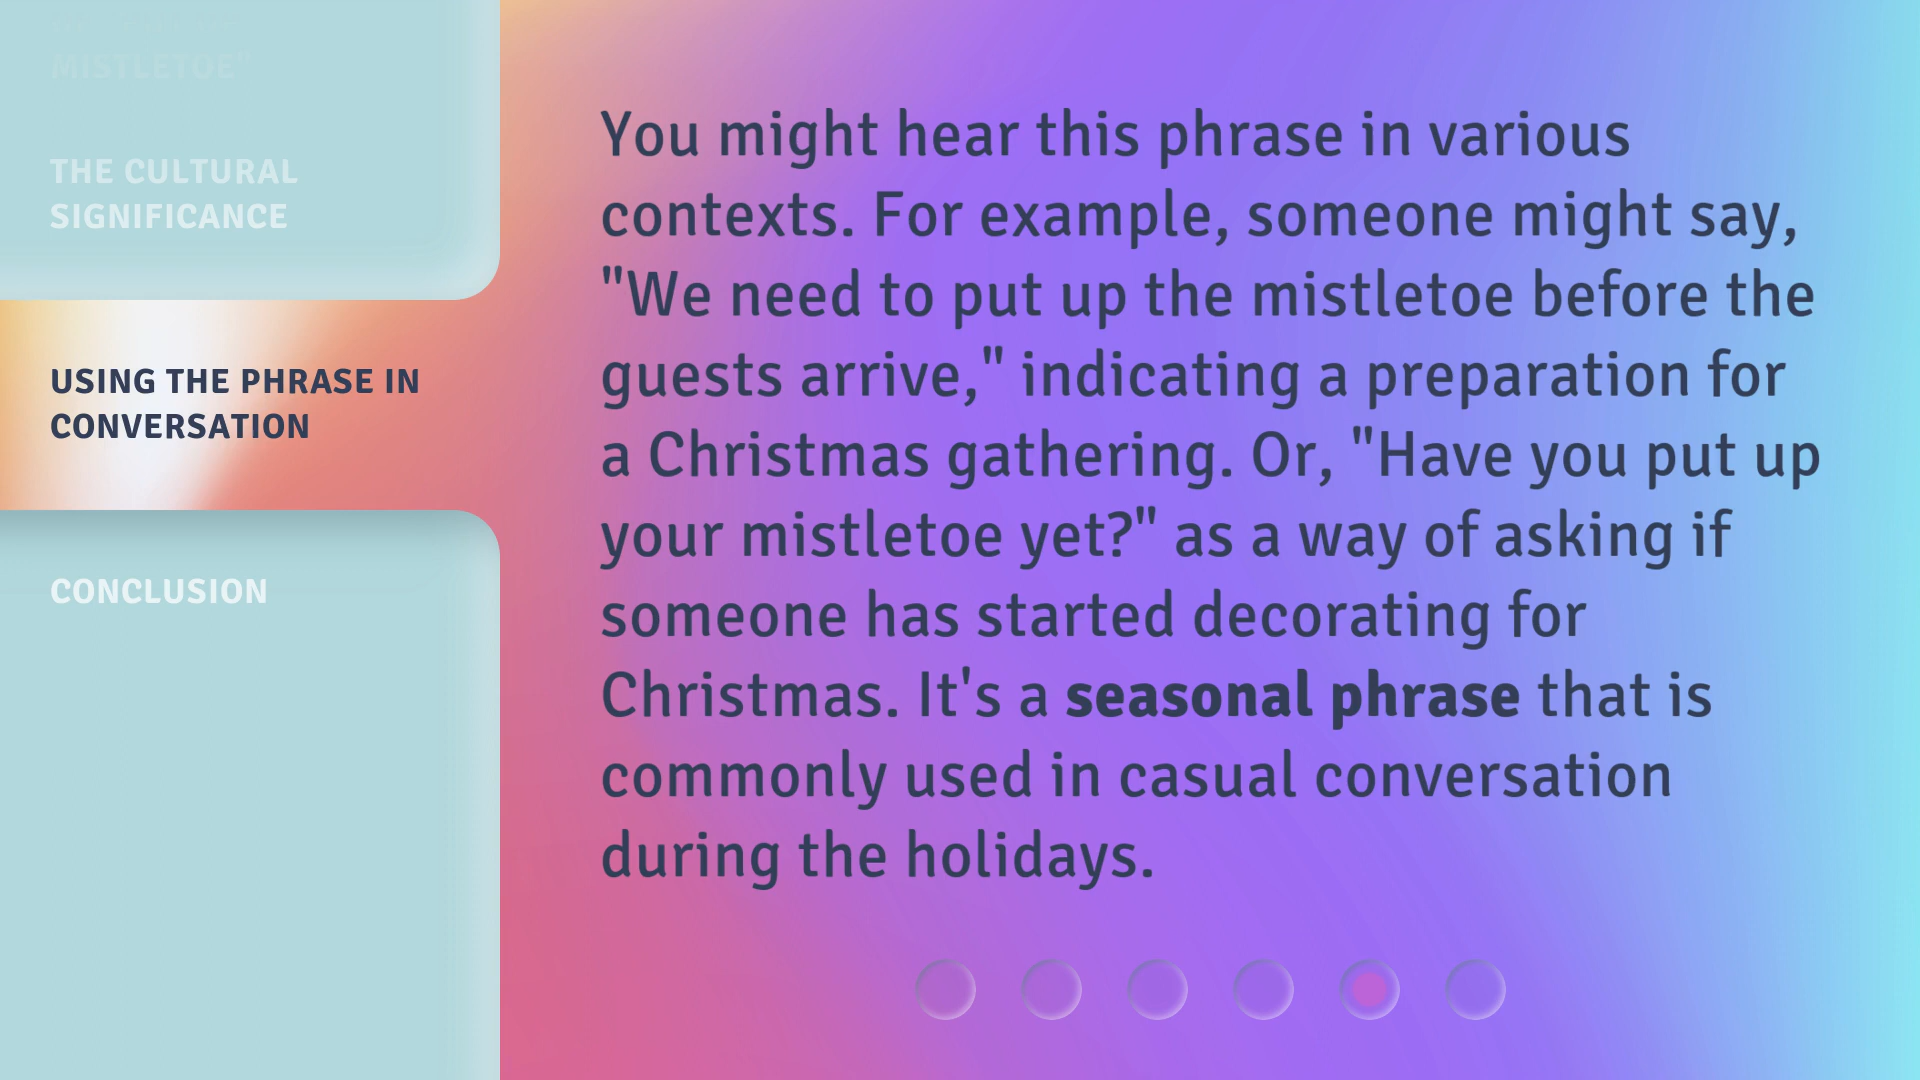 MISTLETOE"
THE CULTURAL
SIGNIFICANCE
USING THE PHRASE IN
CONVERSATION
CONCLUSION
You might hear this phrase in various
contexts. For example, someone might say,
"We need to put up the mistletoe before the
guests arrive," indicating a preparation for
a Christmas gathering. Or, "Have you put up
your mistletoe yet?" as a way of asking if
someone has started decorating for
Christmas. It's a seasonal phrase that is
commonly used in casual conversation
during the holidays.